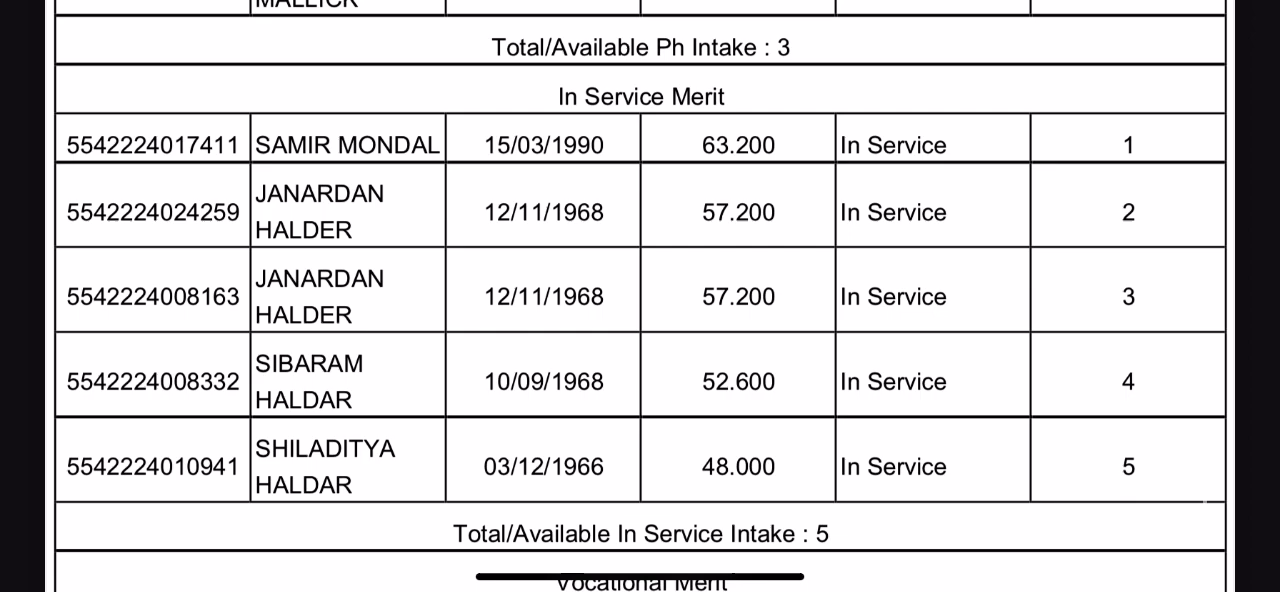 MALLICK
Total/Available Ph Intake : 3
In Service Merit
5542224017411 SAMIR MONDAL 15/03/1990 63.200 In Service 1
5542224024259 JANARDAN HALDER 12/11/1968 57.200 In Service 2
5542224008163 JANARDAN HALDER 12/11/1968 57.200 In Service 3
5542224008332 SIBARAM HALDAR 10/09/1968 52.600 In Service 4
5542224010941 SHILADITYA HALDAR 03/12/1966 48.000 In Service 5
Total/Available In Service Intake : 5
Vocational Merit